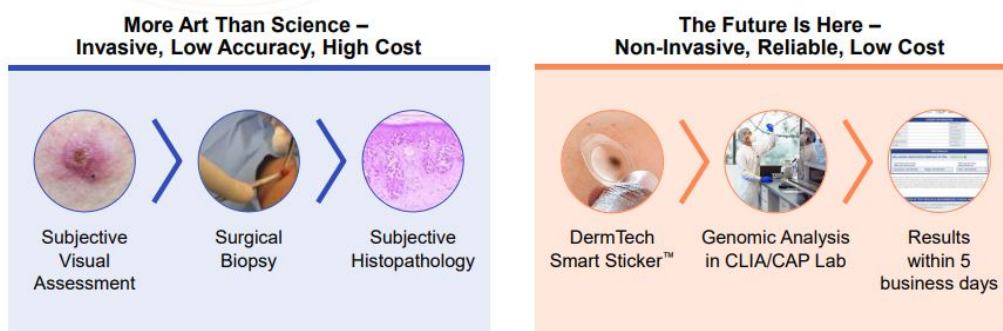 More Art Than Science –
Invasive, Low Accuracy, High Cost
Subjective
Visual
Assessment
Surgical
Biopsy
Subjective
Histopathology
The Future Is Here –
Non-Invasive, Reliable, Low Cost
DermTech
Smart Sticker™
Genomic Analysis
in CLIA/CAP Lab
Results
within 5
business days